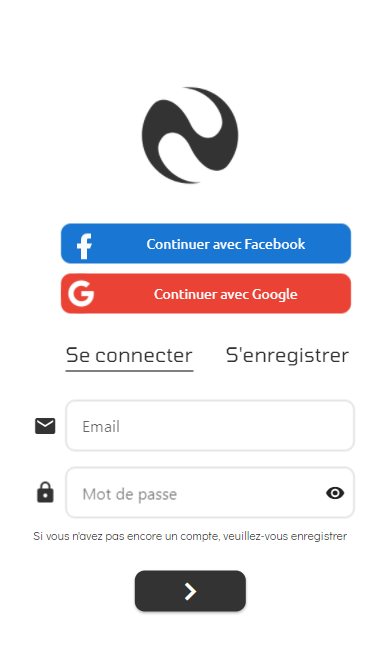 Continuer avec Facebook
Continuer avec Google
Se connecter S'enregistrer
Email
Mot de passe
Si vous n'avez pas encore un compte, veuillez-vous enregistrer